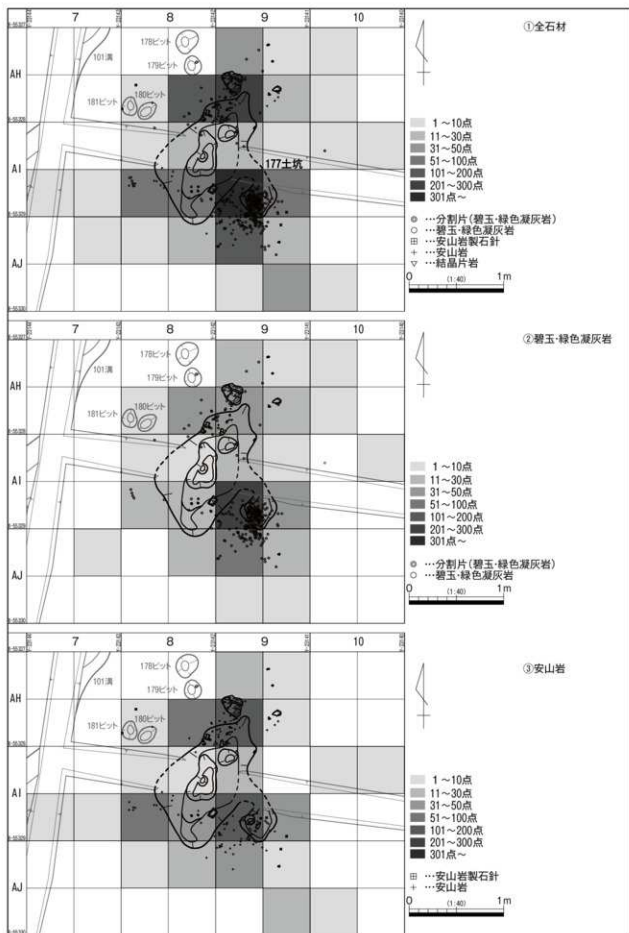 7 8 9 10
①全石材
178ピット
101溝
179ピット
AH
180ピット
181ピット
1～10点
11～30点
31～50点
51～100点
101～200点
201～300点
301点～
177土坑
AI
…分割片(碧玉・緑色凝灰岩)
…碧玉・緑色凝灰岩
…安山岩製石針
…安山岩
…結晶片岩
AJ
0 (1:40) 1m
7 8 9 10
②碧玉・緑色凝灰岩
178ピット
101溝
179ピット
AH
180ピット
181ピット
AI
1～10点
11～30点
31～50点
51～100点
101～200点
201～300点
301点～
…分割片(碧玉・緑色凝灰岩)
…碧玉・緑色凝灰岩
AJ
0 (1:40) 1m
7 8 9 10
③安山岩
178ピット
101溝
179ピット
AH
180ピット
181ピット
AI
1～10点
11～30点
31～50点
51～100点
101～200点
201～300点
301点～
…安山岩製石針
…安山岩
AJ
0 (1:40) 1m